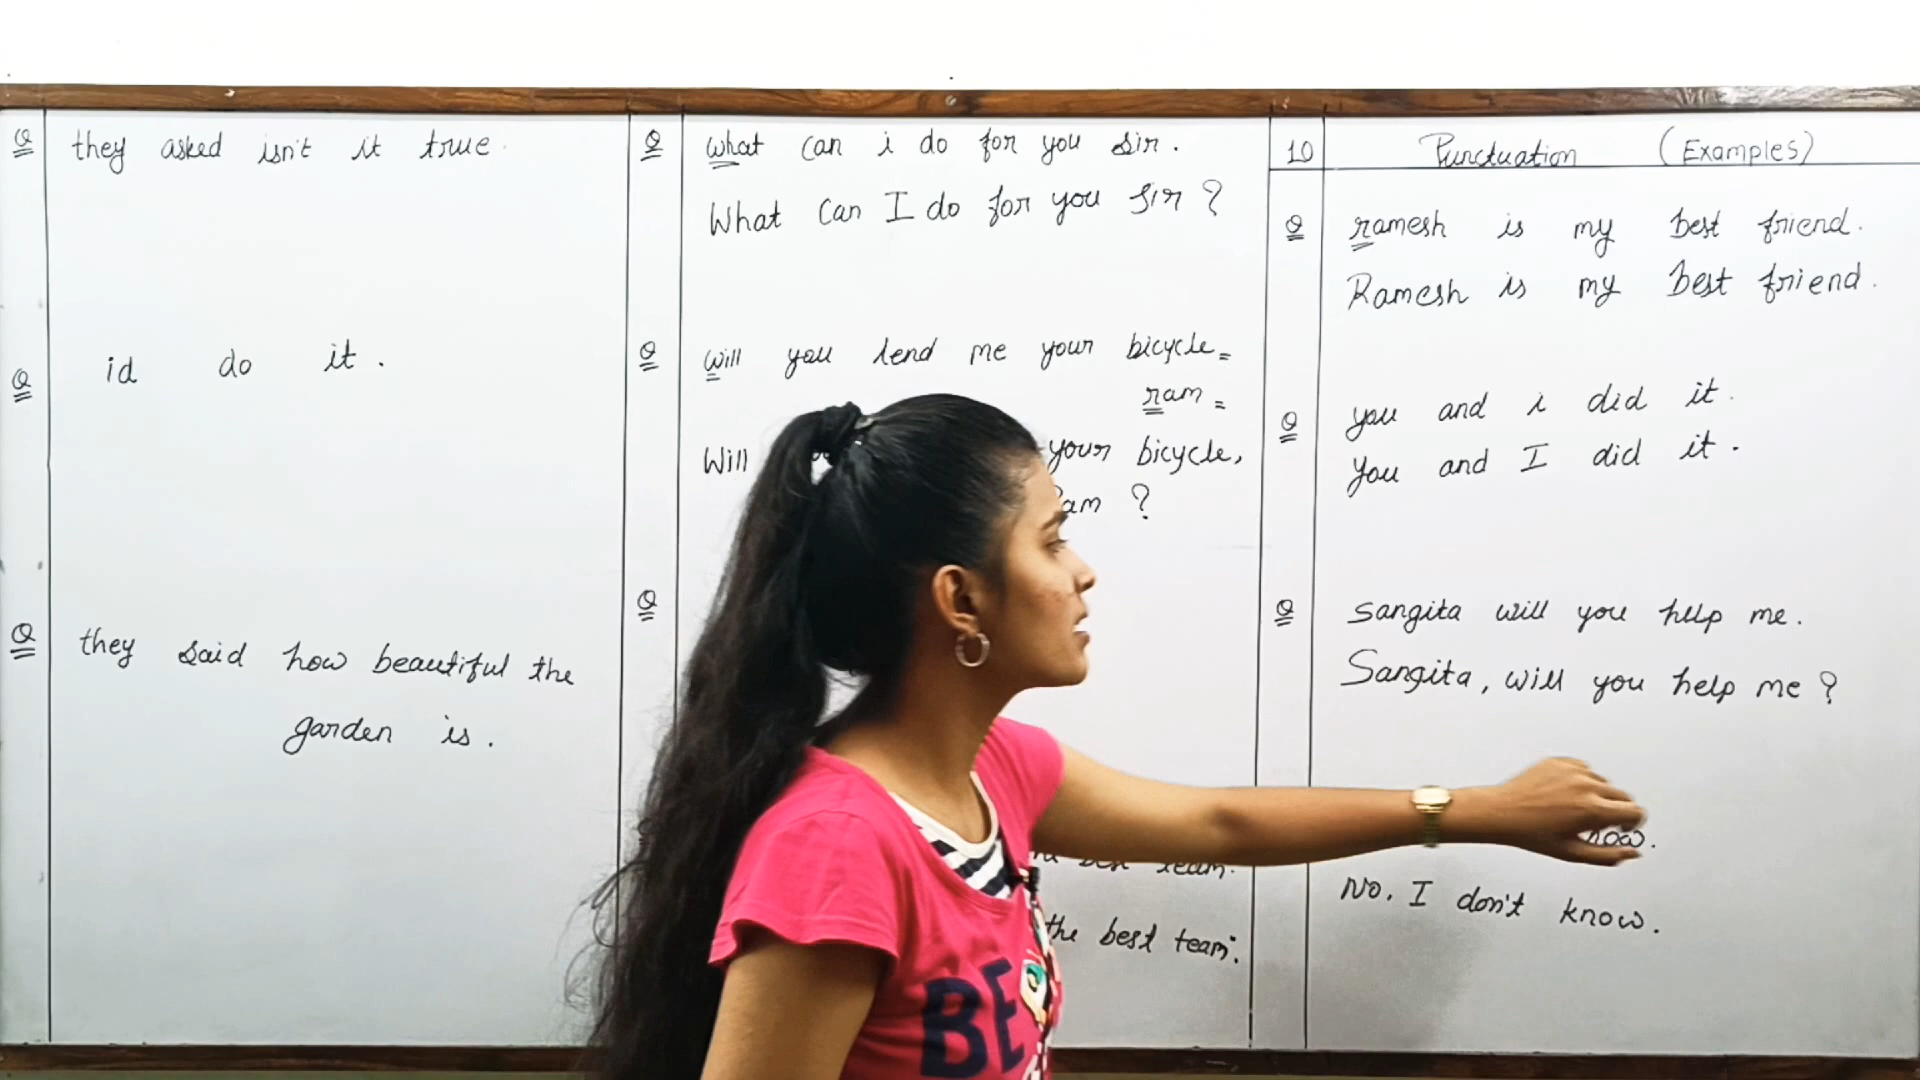 Q they asked isn't it true.
Q id do it.
Q they said how beautiful the
garden is.
Q what can i do for you sir.
What Can I do for you Sir?
Q will you lend me your bicycle
ram
Will your bicycle,
?
Q
best team.
the best team".
10 Punctuation (Examples)
Q ramesh is my best friend.
Ramesh is my best friend.
Q you and i did it.
You and I did it.
Q sangita will you help me.
Sangita, will you help me?
No. I don't know.
BE